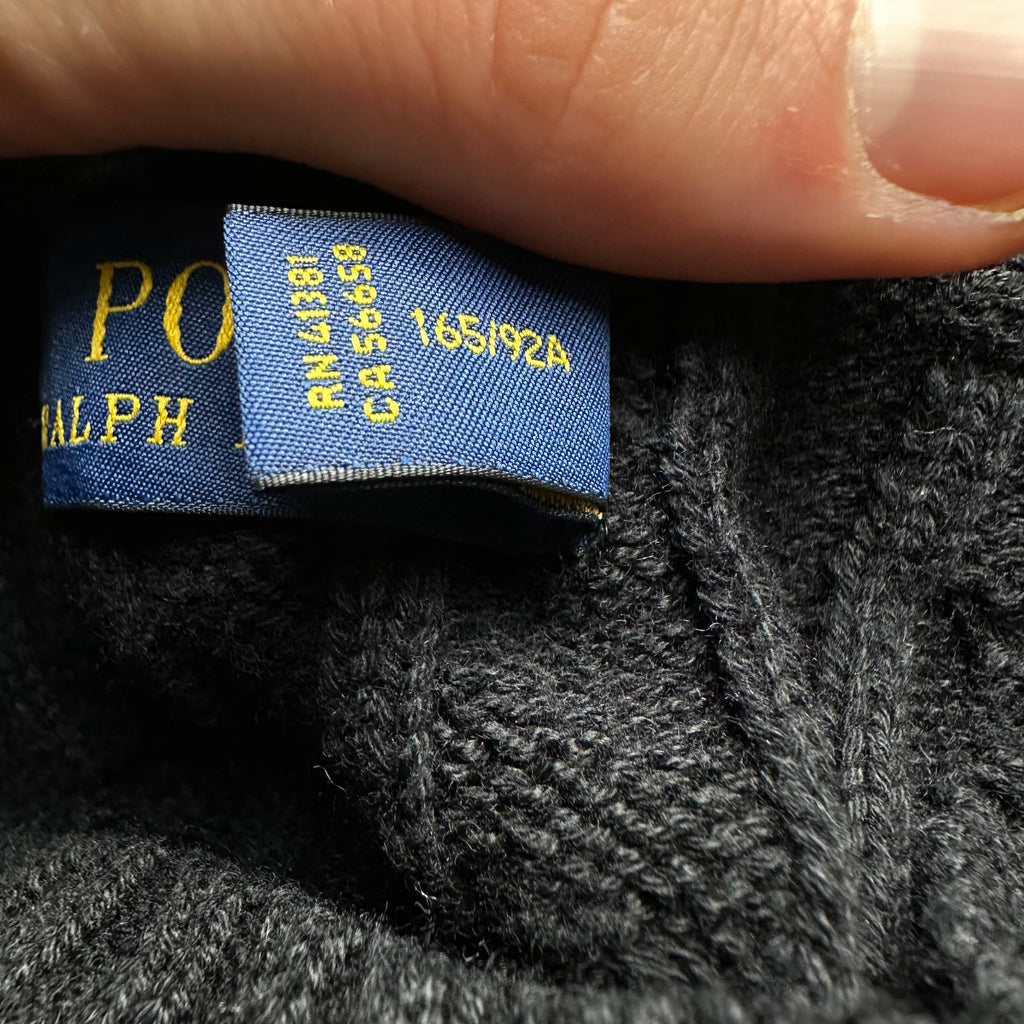 PO
RALPH
RN 41381
CA 56658
165/92A